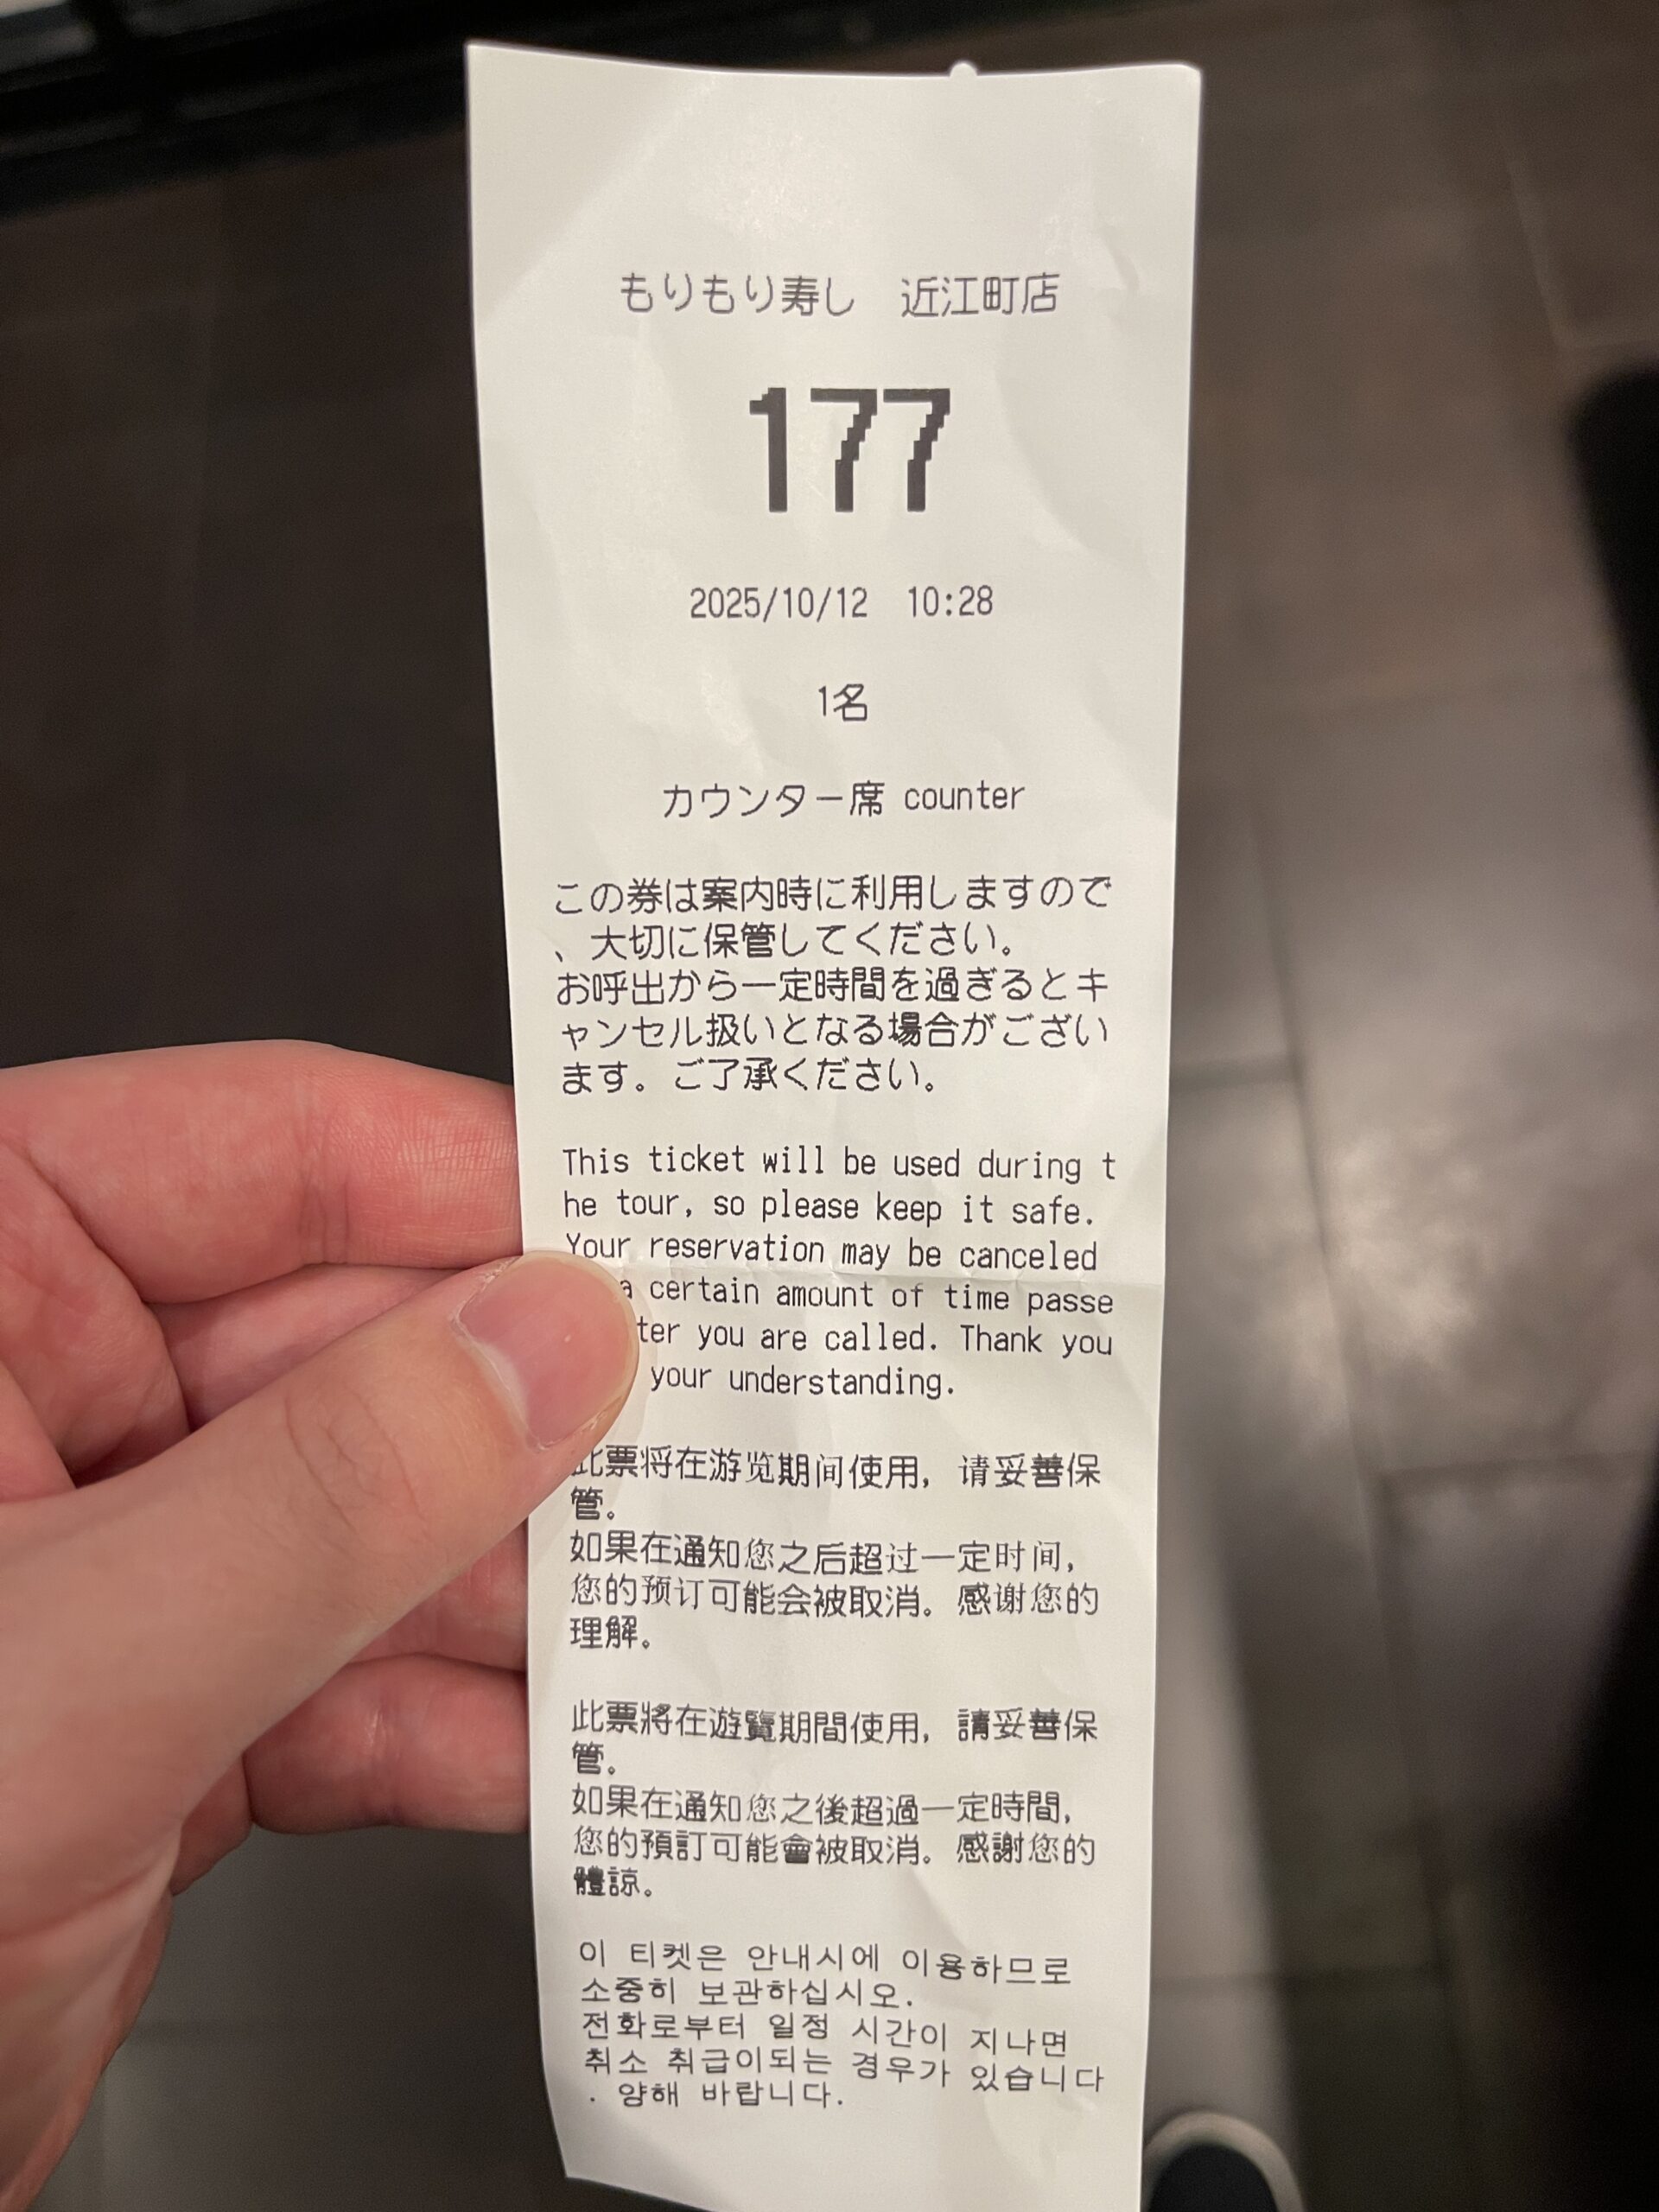 もりもり寿し　近江町店
177
2025/10/12 10:28
1名
カウンター席 counter
この券は案内時に利用しますので
、大切に保管してください。
お呼出から一定時間を過ぎるとキ
ャンセル扱いとなる場合がござい
ます。ご了承ください。
This ticket will be used during t
he tour, so please keep it safe.
Your reservation may be canceled
a certain amount of time passe
you are called. Thank you
your understanding.
此票将在游览期间使用，请妥善保
管。
如果在通知您之后超过一定时间，
您的预订可能会被取消。感谢您的
理解。
此票將在遊覽期間使用，請妥善保
管。
如果在通知您之後超過一定時間，
您的預訂可能會被取消。感謝您的
體諒。
이 티켓은 안내시에 이용하므로
소중히 보관하십시오.
전화로부터 일정 시간이 지나면
취소 취급이되는 경우가 있습니다
. 양해 바랍니다.